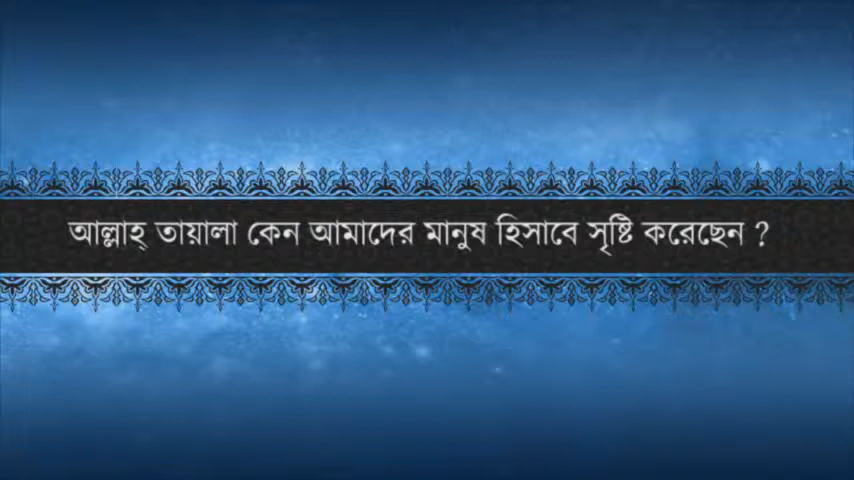 আল্লাহ্ তায়ালা কেন আমাদের মানুষ হিসাবে সৃষ্টি করেছেন ?